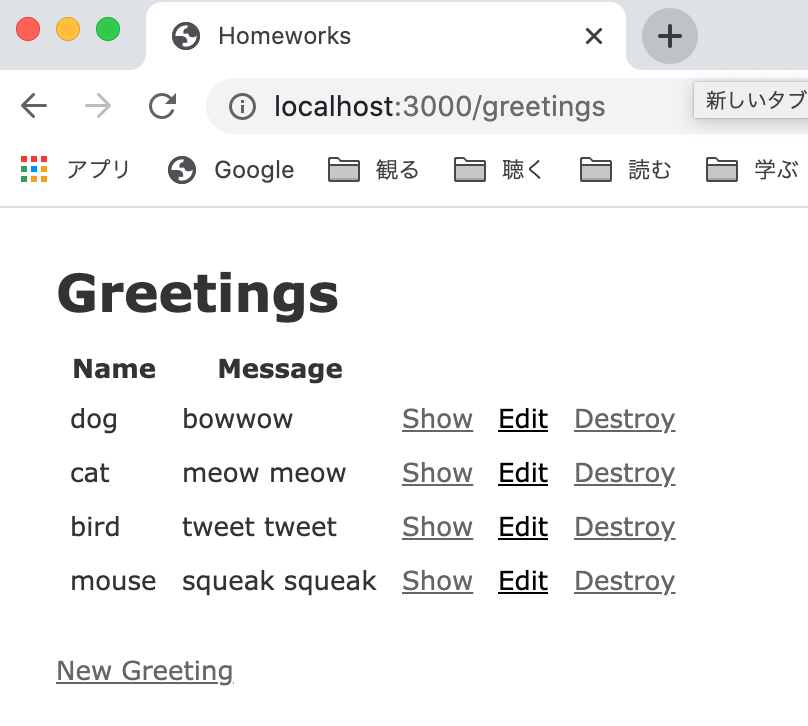 Homeworks
localhost:3000/greetings
新しいタブ
アプリ Google 観る 聴く 読む 学ぶ
Greetings
Name Message
dog bowwow Show Edit Destroy
cat meow meow Show Edit Destroy
bird tweet tweet Show Edit Destroy
mouse squeak squeak Show Edit Destroy
New Greeting